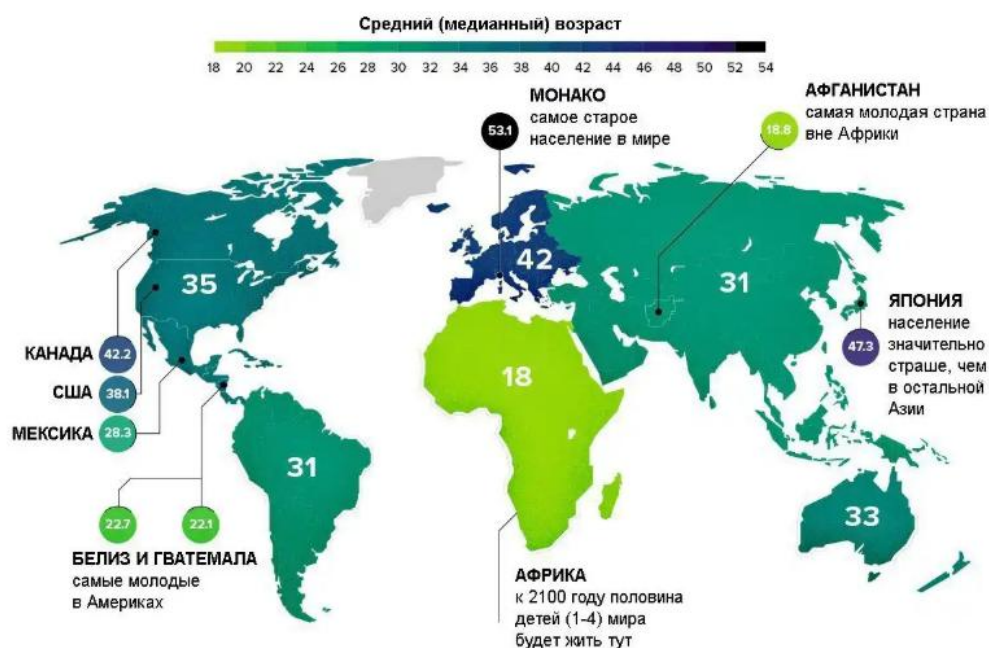 Средний (медианный) возраст
18 20 22 24 26 28 30 32 34 36 38 40 42 44 46 48 50 52 54
МОНАКО
самое старое
население в мире
53.1
АФГАНИСТАН
самая молодая страна
вне Африки
18.8
35
42
31
18
31
33
ЯПОНИЯ
население
значительно
страше, чем
в остальной
Азии
47.3
КАНАДА 42.2
США 38.1
МЕКСИКА 28.3
22.7 22.1
БЕЛИЗ И ГВАТЕМАЛА
самые молодые
в Америках
АФРИКА
к 2100 году половина
детей (1-4) мира
будет жить тут